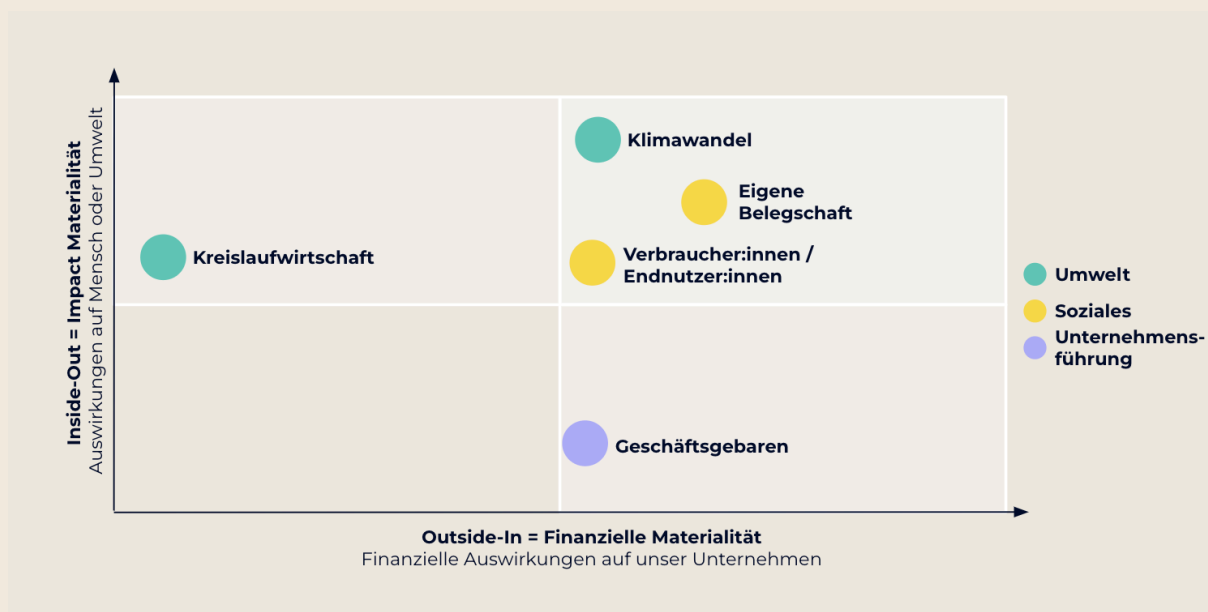 Inside-Out = Impact Materialität
Auswirkungen auf Mensch oder Umwelt
Klimawandel
Eigene
Belegschaft
Kreislaufwirtschaft
Verbraucher:innen /
Endnutzer:innen
Geschäftsgebaren
Umwelt
Soziales
Unternehmens-
führung
Outside-In = Finanzielle Materialität
Finanzielle Auswirkungen auf unser Unternehmen